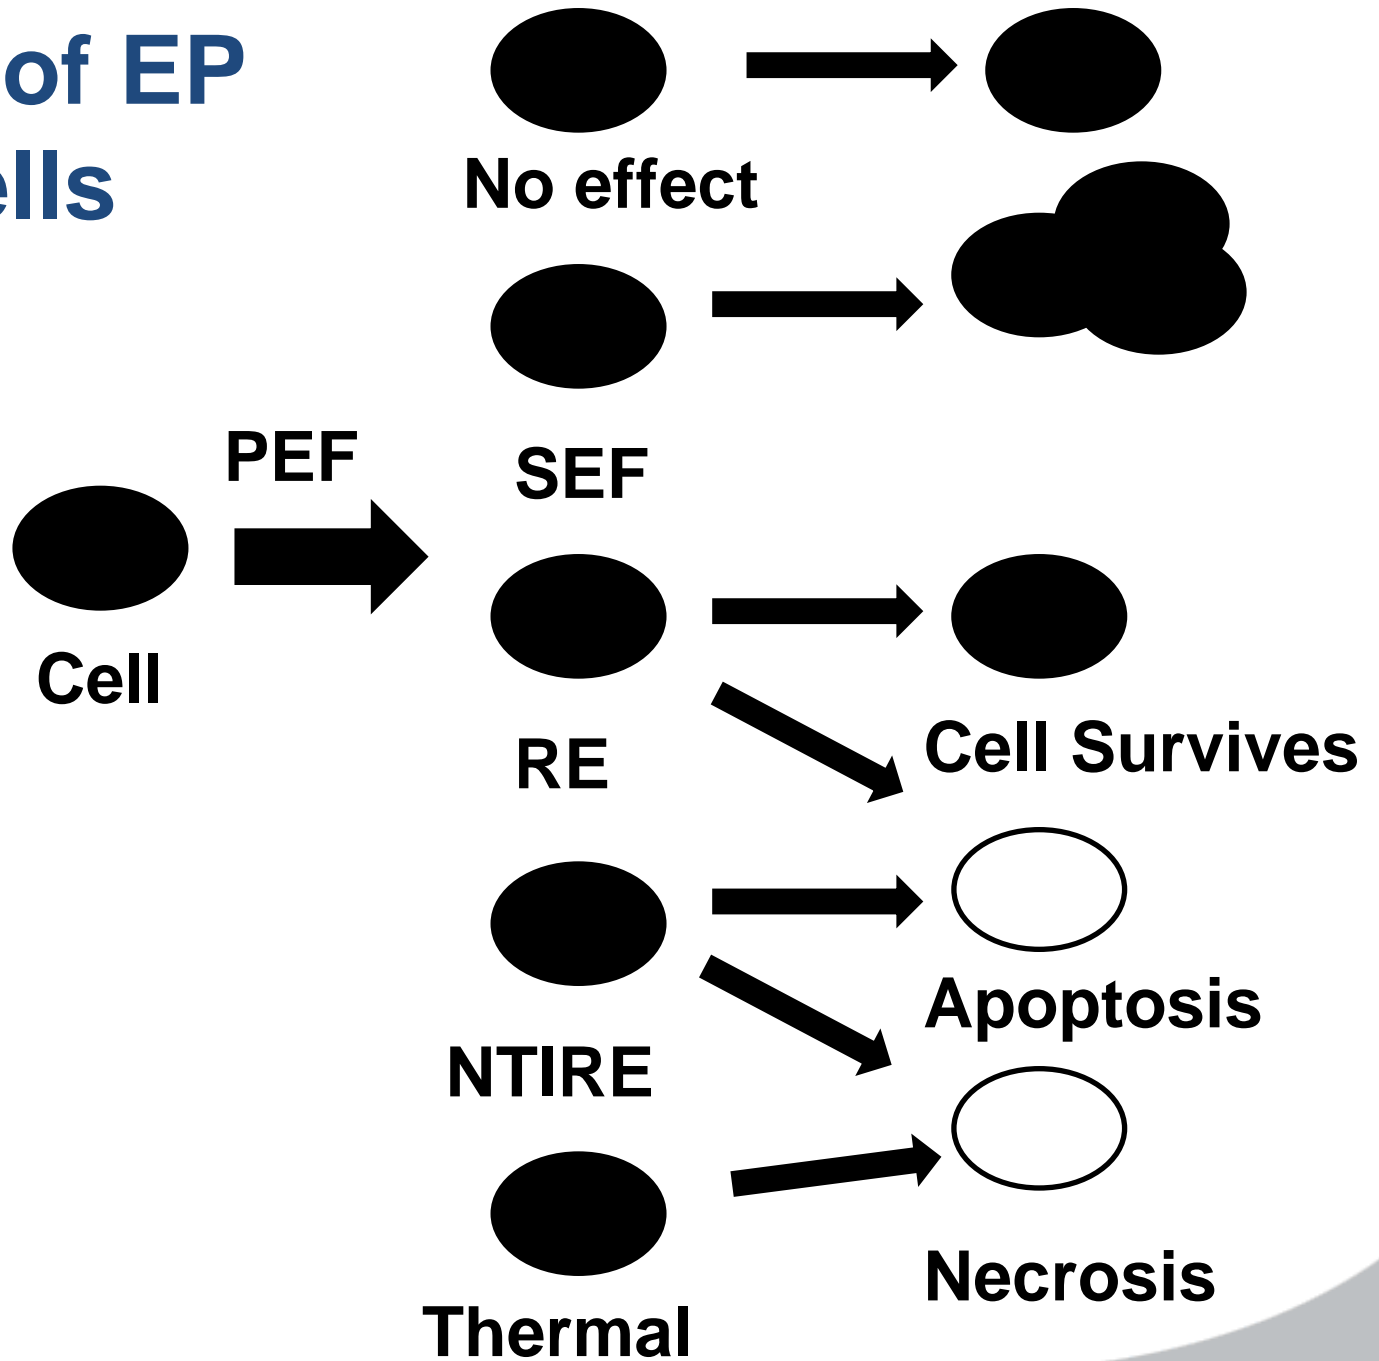 of EP
ells
No effect
PEF
SEF
Cell
RE
Cell Survives
NTIRE
Apoptosis
Thermal
Necrosis